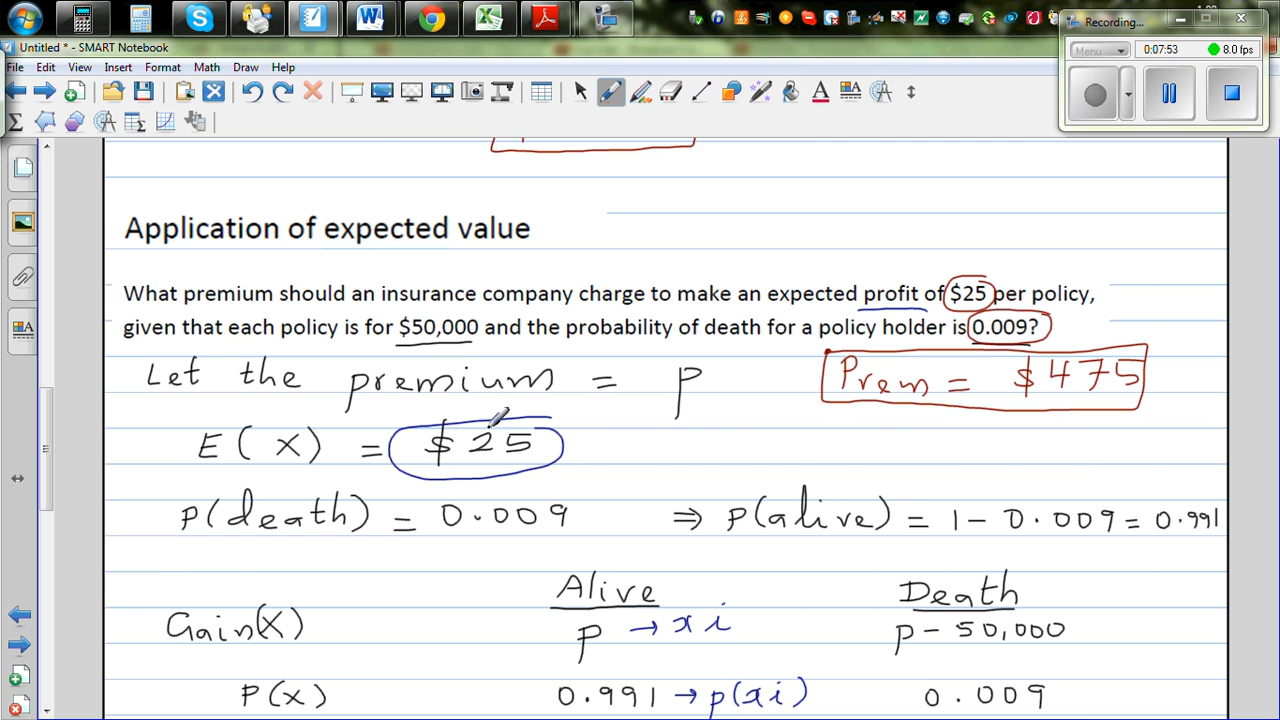 Untitled * - SMART Notebook
Recording...
Menu
00:07:53
8.0 fps
File Edit View Insert Format Math Draw Help
Application of expected value
What premium should an insurance company charge to make an expected profit of $25 per policy,
given that each policy is for $50,000 and the probability of death for a policy holder is 0.009?
Let the premium = p
Prem = $475
E(X) = $25
P(death) = 0.009 ⇒ P(alive) = 1 - 0.009 = 0.991
Alive Death
Gain(X) p → xi p - 50,000
P(x) 0.991 → p(xi) 0.009